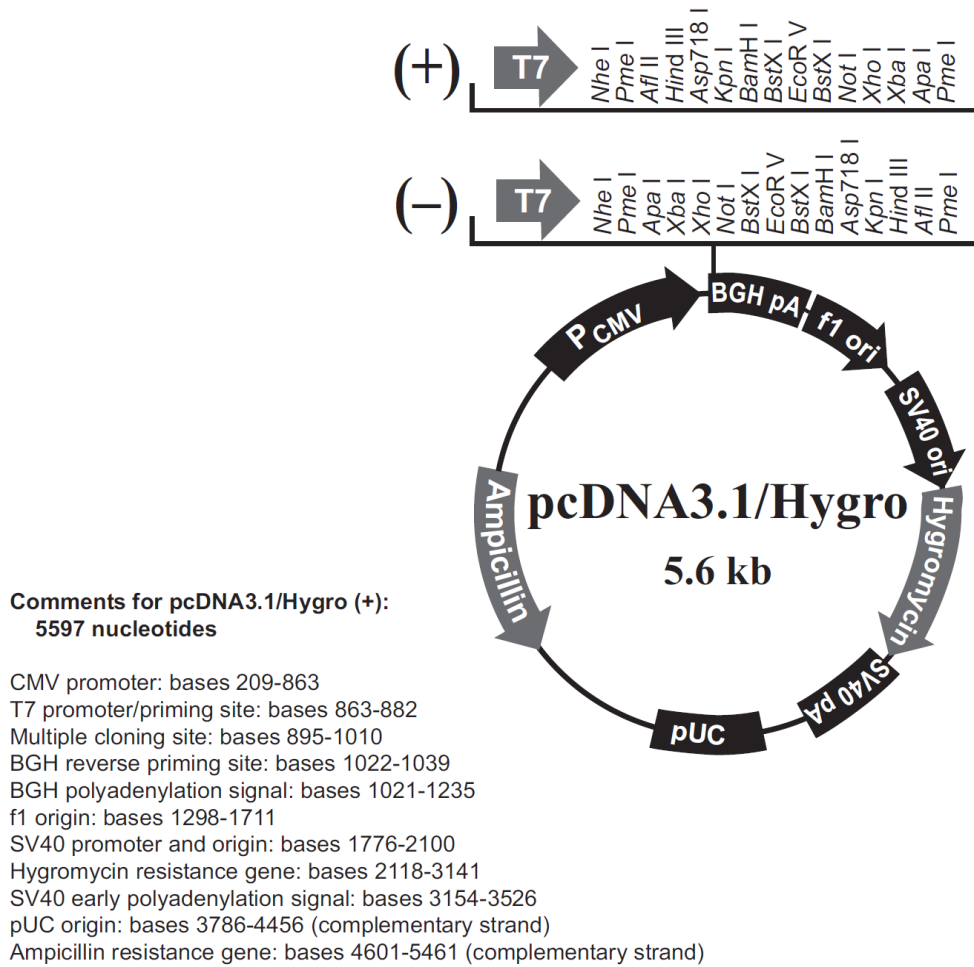 (+)
T7
Nhe I
Pme I
Afl II
Hind III
Asp718 I
Kpn I
BamH I
BstX I
EcoR V
BstX I
Not I
Xho I
Xba I
Apa I
Pme I
(–)
T7
Nhe I
Pme I
Apa I
Xba I
Xho I
Not I
BstX I
EcoR V
BstX I
BamH I
Asp718 I
Kpn I
Hind III
Afl II
Pme I
P CMV
BGH pA
f1 ori
SV40 ori
Hygromycin
SV40 pA
pUC
Ampicillin
pcDNA3.1/Hygro
5.6 kb
Comments for pcDNA3.1/Hygro (+):
5597 nucleotides
CMV promoter: bases 209-863
T7 promoter/priming site: bases 863-882
Multiple cloning site: bases 895-1010
BGH reverse priming site: bases 1022-1039
BGH polyadenylation signal: bases 1021-1235
f1 origin: bases 1298-1711
SV40 promoter and origin: bases 1776-2100
Hygromycin resistance gene: bases 2118-3141
SV40 early polyadenylation signal: bases 3154-3526
pUC origin: bases 3786-4456 (complementary strand)
Ampicillin resistance gene: bases 4601-5461 (complementary strand)